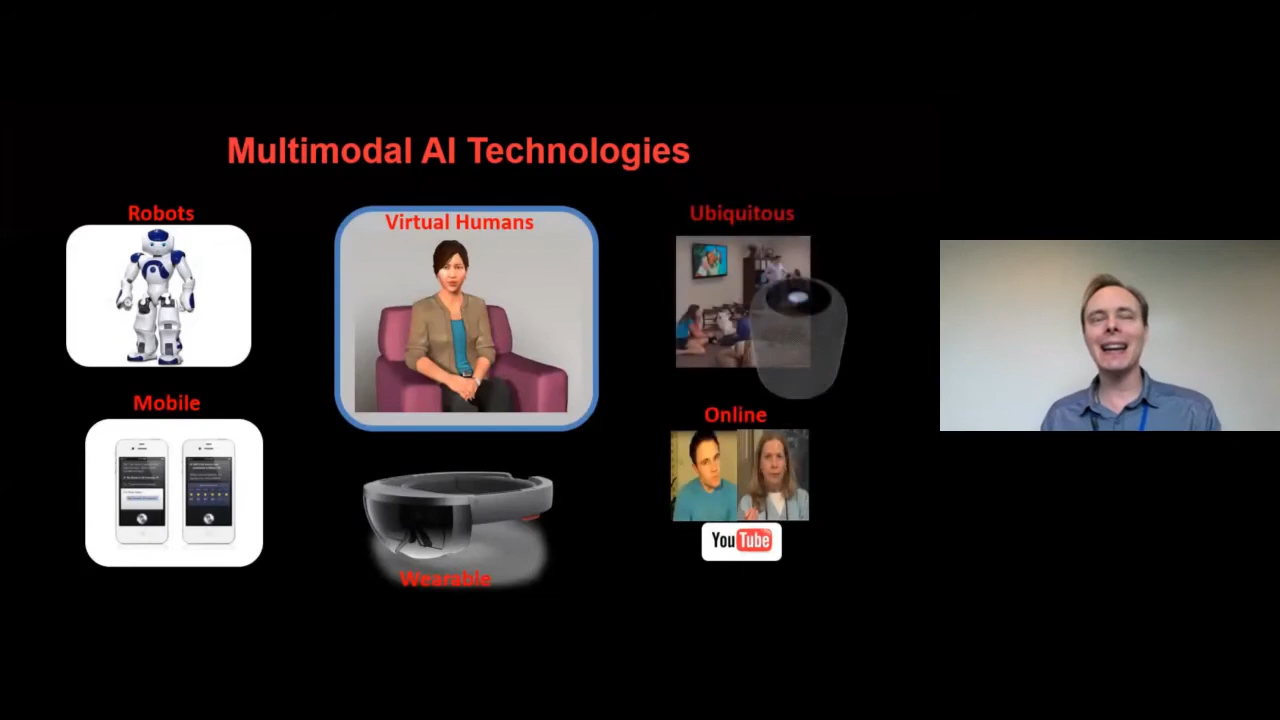 Multimodal AI Technologies
Robots
Virtual Humans
Ubiquitous
Mobile
Online
YouTube
Wearable